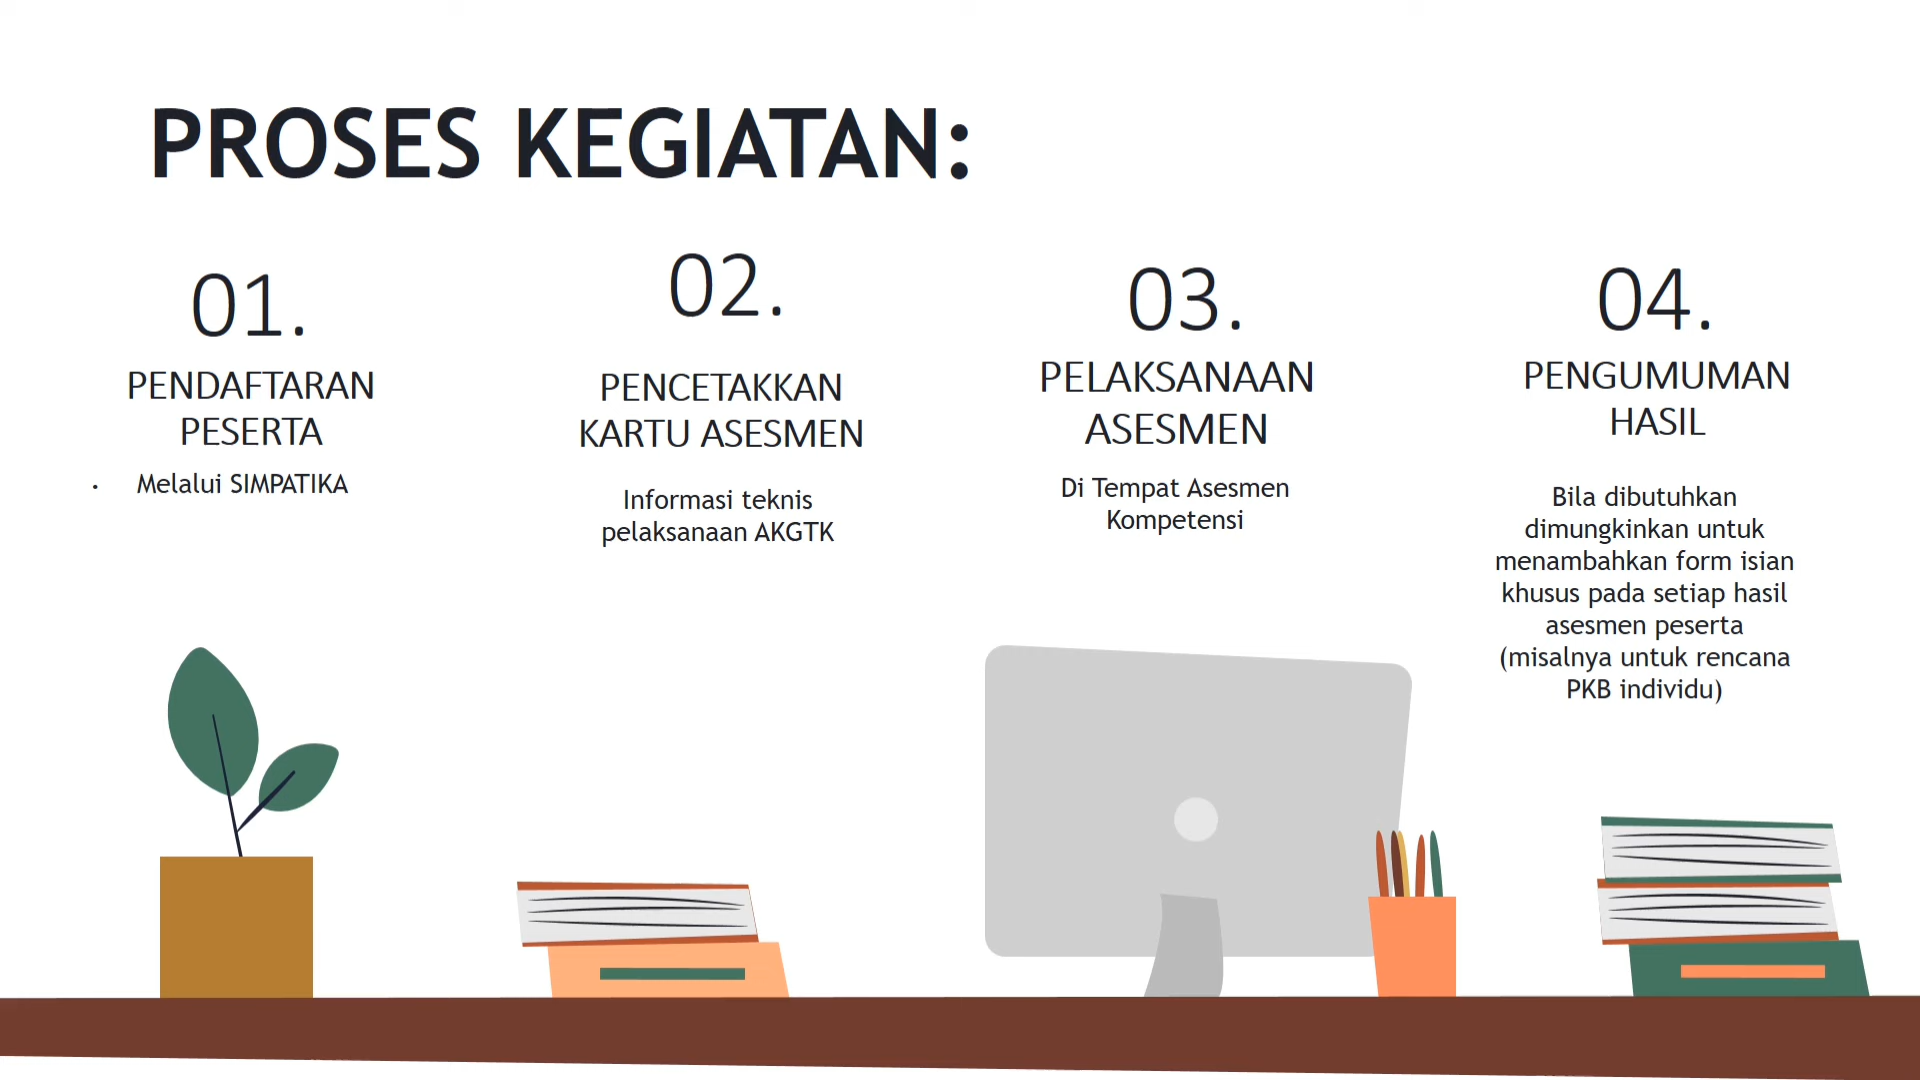 PROSES KEGIATAN:
01.
PENDAFTARAN
PESERTA
• Melalui SIMPATIKA
02.
PENCETAKKAN
KARTU ASESMEN
Informasi teknis
pelaksanaan AKGTK
03.
PELAKSANAAN
ASESMEN
Di Tempat Asesmen
Kompetensi
04.
PENGUMUMAN
HASIL
Bila dibutuhkan
dimungkinkan untuk
menambahkan form isian
khusus pada setiap hasil
asesmen peserta
(misalnya untuk rencana
PKB individu)